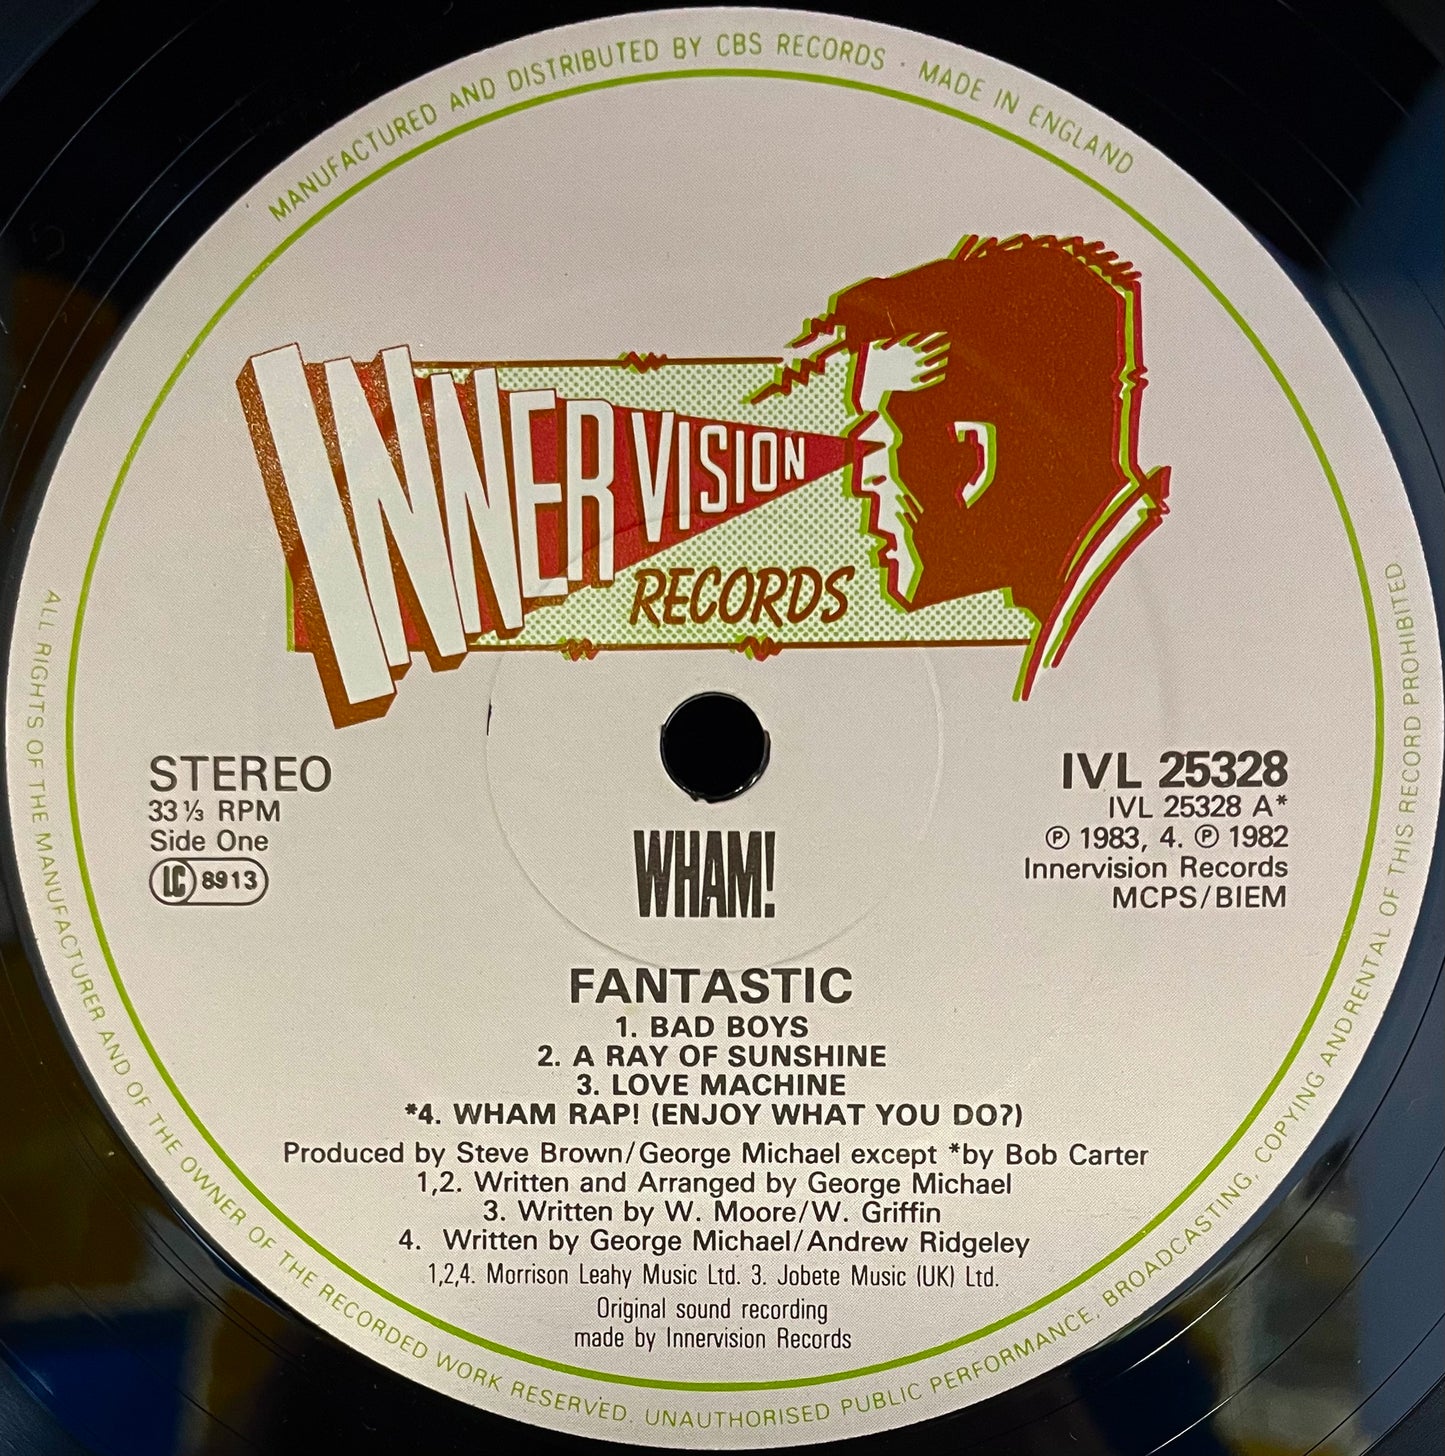 MANUFACTURED AND DISTRIBUTED BY CBS RECORDS · MADE IN ENGLAND
INNERVISION
RECORDS
STEREO
33 ⅓ RPM
Side One
LC 8913
IVL 25328
IVL 25328 A*
℗ 1983, 4. ℗ 1982
Innervision Records
MCPS/BIEM
WHAM!
FANTASTIC
1. BAD BOYS
2. A RAY OF SUNSHINE
3. LOVE MACHINE
*4. WHAM RAP! (ENJOY WHAT YOU DO?)
Produced by Steve Brown/George Michael except *by Bob Carter
1,2. Written and Arranged by George Michael
3. Written by W. Moore/W. Griffin
4. Written by George Michael/Andrew Ridgeley
1,2,4. Morrison Leahy Music Ltd. 3. Jobete Music (UK) Ltd.
Original sound recording
made by Innervision Records
ALL RIGHTS OF THE MANUFACTURER AND OF THE OWNER OF THE RECORDED WORK RESERVED. UNAUTHORISED PUBLIC PERFORMANCE, BROADCASTING, COPYING AND RENTAL OF THIS RECORD PROHIBITED.